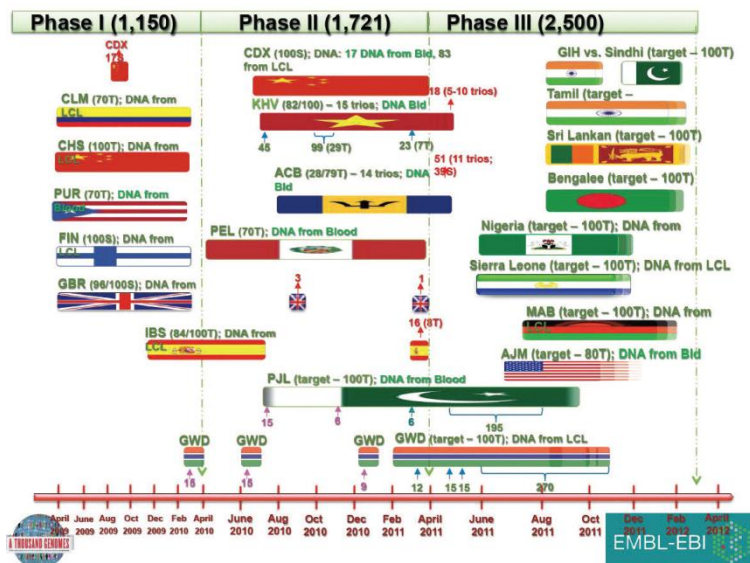 Phase I (1,150)
Phase II (1,721)
Phase III (2,500)
CDX
17S
CLM (70T); DNA from
LCL
CHS (100T); DNA from
LCL
PUR (70T); DNA from
Blood
FIN (100S); DNA from
LCL
GBR (96/100S); DNA from
IBS (84/100T); DNA from
LCL
CDX (100S); DNA: 17 DNA from Bld, 83
from LCL
18 (5-10 trios)
KHV (82/100) – 15 trios; DNA Bld
45
99 (29T)
23 (7T)
51 (11 trios;
39S)
ACB (28/79T) – 14 trios; DNA
Bld
PEL (70T); DNA from Blood
3
1
16 (8T)
PJL (target – 100T); DNA from Blood
15
6
6
195
GIH vs. Sindhi (target – 100T)
Tamil (target –
Sri Lankan (target – 100T)
Bengalee (target – 100T)
Nigeria (target – 100T); DNA from
Sierra Leone (target – 100T); DNA from LCL
MAB (target – 100T); DNA from
LCL
AJM (target – 80T); DNA from Bld
GWD
GWD
GWD
GWD (target – 100T); DNA from LCL
15
15
9
12
15
15
270
April 2009
June 2009
Aug 2009
Oct 2009
Dec 2009
Feb 2010
April 2010
June 2010
Aug 2010
Oct 2010
Dec 2010
Feb 2011
April 2011
June 2011
Aug 2011
Oct 2011
Dec 2011
Feb 2012
April 2012
A THOUSAND GENOMES
EMBL-EBI